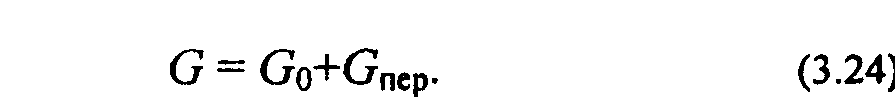 G = G₀+Gпер. (3.24)